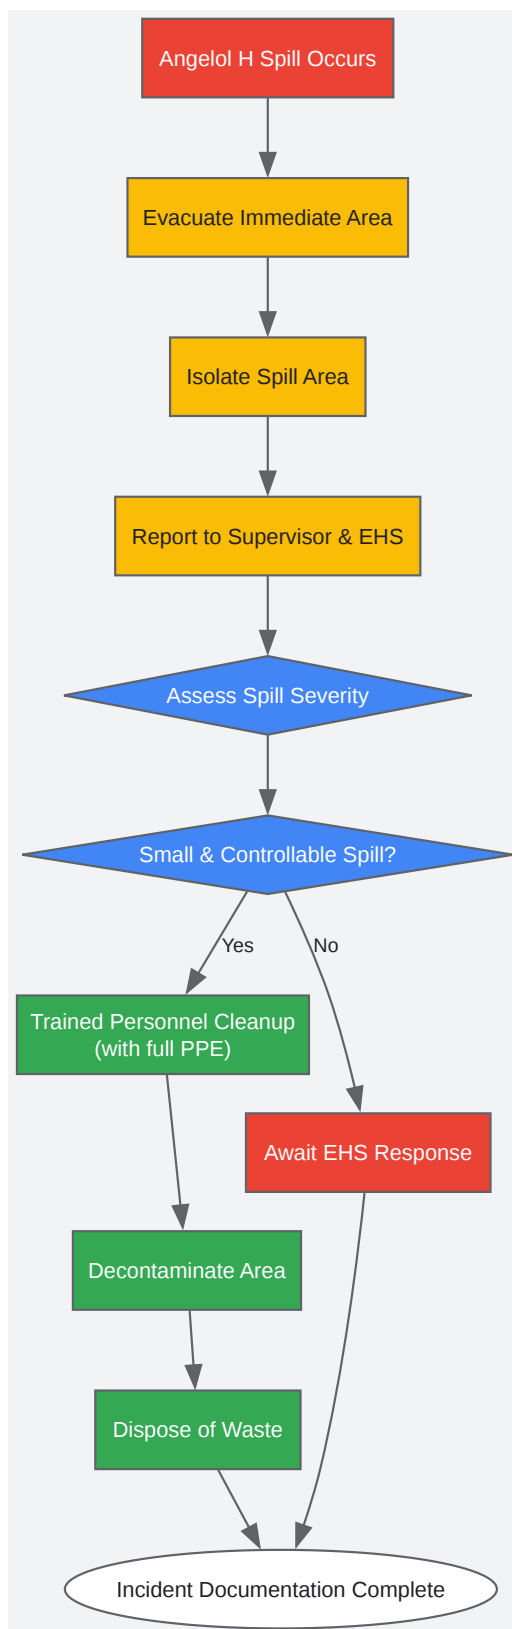 Angelol H Spill Occurs
Evacuate Immediate Area
Isolate Spill Area
Report to Supervisor & EHS
Assess Spill Severity
Small & Controllable Spill?
Yes
No
Trained Personnel Cleanup
(with full PPE)
Await EHS Response
Decontaminate Area
Dispose of Waste
Incident Documentation Complete